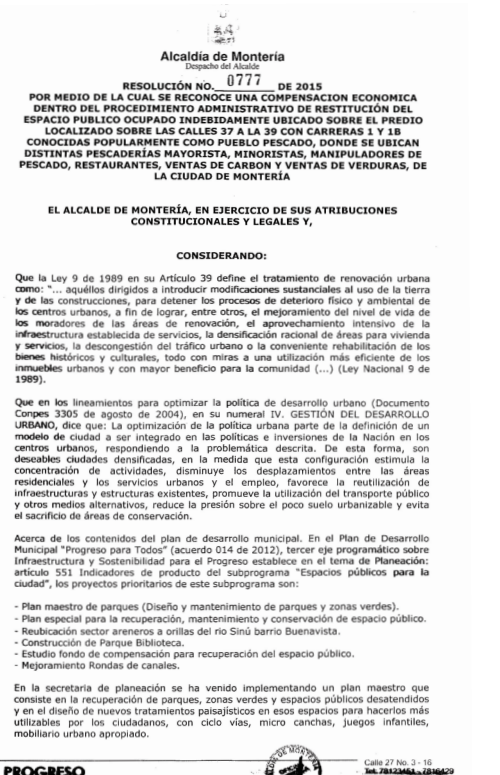 Alcaldía de Montería
Despacho del Alcalde
RESOLUCIÓN NO. 0777 DE 2015
POR MEDIO DE LA CUAL SE RECONOCE UNA COMPENSACION ECONOMICA
DENTRO DEL PROCEDIMIENTO ADMINISTRATIVO DE RESTITUCIÓN DEL
ESPACIO PUBLICO OCUPADO INDEBIDAMENTE UBICADO SOBRE EL PREDIO
LOCALIZADO SOBRE LAS CALLES 37 A LA 39 CON CARRERAS 1 Y 1B
CONOCIDAS POPULARMENTE COMO PUEBLO PESCADO, DONDE SE UBICAN
DISTINTAS PESCADERÍAS MAYORISTA, MINORISTAS, MANIPULADORES DE
PESCADO, RESTAURANTES, VENTAS DE CARBON Y VENTAS DE VERDURAS, DE
LA CIUDAD DE MONTERÍA
EL ALCALDE DE MONTERÍA, EN EJERCICIO DE SUS ATRIBUCIONES
CONSTITUCIONALES Y LEGALES Y,
CONSIDERANDO:
Que la Ley 9 de 1989 en su Artículo 39 define el tratamiento de renovación urbana
como: "... aquéllos dirigidos a introducir modificaciones sustanciales al uso de la tierra
y de las construcciones, para detener los procesos de deterioro físico y ambiental de
los centros urbanos, a fin de lograr, entre otros, el mejoramiento del nivel de vida de
los moradores de las áreas de renovación, el aprovechamiento intensivo de la
infraestructura establecida de servicios, la densificación racional de áreas para vivienda
y servicios, la descongestión del tráfico urbano o la conveniente rehabilitación de los
bienes históricos y culturales, todo con miras a una utilización más eficiente de los
inmuebles urbanos y con mayor beneficio para la comunidad (...) (Ley Nacional 9 de
1989).
Que en los lineamientos para optimizar la política de desarrollo urbano (Documento
Conpes 3305 de agosto de 2004), en su numeral IV. GESTIÓN DEL DESARROLLO
URBANO, dice que: La optimización de la política urbana parte de la definición de un
modelo de ciudad a ser integrado en las políticas e inversiones de la Nación en los
centros urbanos, respondiendo a la problemática descrita. De esta forma, son
deseables ciudades densificadas, en la medida que esta configuración estimula la
concentración de actividades, disminuye los desplazamientos entre las áreas
residenciales y los servicios urbanos y el empleo, favorece la reutilización de
infraestructuras y estructuras existentes, promueve la utilización del transporte público
y otros medios alternativos, reduce la presión sobre el poco suelo urbanizable y evita
el sacrificio de áreas de conservación.
Acerca de los contenidos del plan de desarrollo municipal. En el Plan de Desarrollo
Municipal "Progreso para Todos" (acuerdo 014 de 2012), tercer eje programático sobre
Infraestructura y Sostenibilidad para el Progreso establece en el tema de Planeación:
artículo 551 Indicadores de producto del subprograma "Espacios públicos para la
ciudad", los proyectos prioritarios de este subprograma son:
- Plan maestro de parques (Diseño y mantenimiento de parques y zonas verdes).
- Plan especial para la recuperación, mantenimiento y conservación de espacio público.
- Reubicación sector areneros a orillas del rio Sinú barrio Buenavista.
- Construcción de Parque Biblioteca.
- Estudio fondo de compensación para recuperación del espacio público.
- Mejoramiento Rondas de canales.
En la secretaria de planeación se ha venido implementando un plan maestro que
consiste en la recuperación de parques, zonas verdes y espacios públicos desatendidos
y en el diseño de nuevos tratamientos paisajísticos en esos espacios para hacerlos más
utilizables por los ciudadanos, con ciclo vías, micro canchas, juegos infantiles,
mobiliario urbano apropiado.
Calle 27 No. 3 - 16
PROGRESO